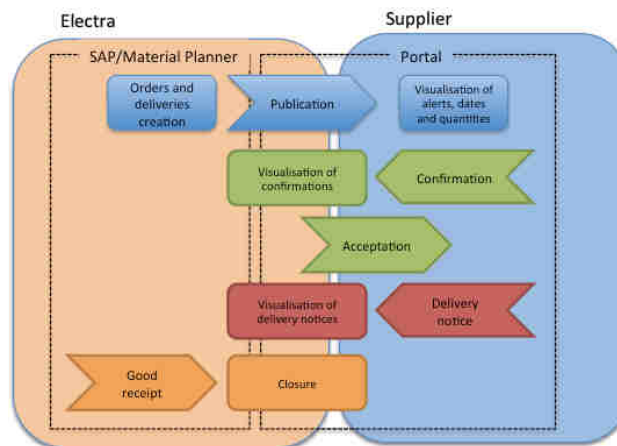 Electra
Supplier
SAP/Material Planner
Portal
Orders and
deliveries
creation
Publication
Visualisation of
alerts, dates
and quantities
Visualisation of
confirmations
Confirmation
Acceptation
Visualisation of
delivery notices
Delivery
notice
Good
receipt
Closure